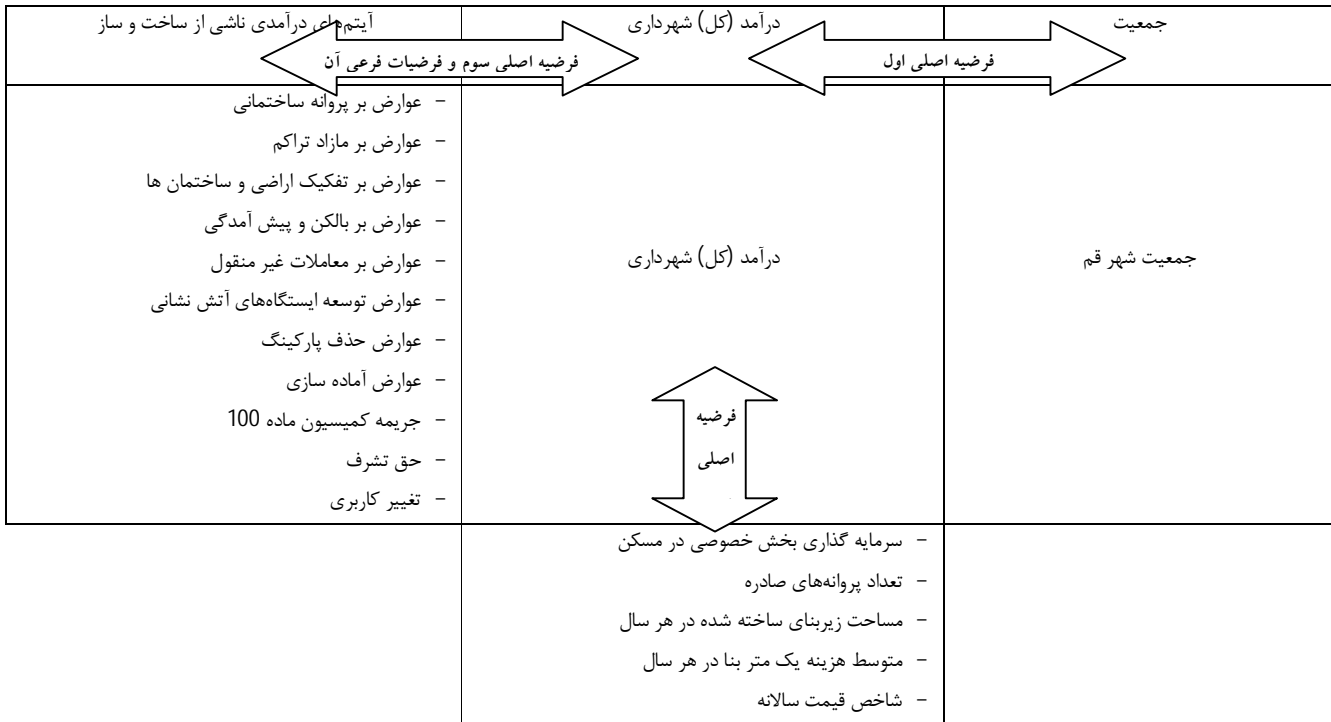 جمعیت
درآمد (کل) شهرداری
آیتم‌های درآمدی ناشی از ساخت و ساز
فرضیه اصلی اول
فرضیه اصلی سوم و فرضیات فرعی آن
جمعیت شهر قم
درآمد (کل) شهرداری
- عوارض بر پروانه ساختمانی
- عوارض بر مازاد تراکم
- عوارض بر تفکیک اراضی و ساختمان ها
- عوارض بر بالکن و پیش آمدگی
- عوارض بر معاملات غیر منقول
- عوارض توسعه ایستگاه‌های آتش نشانی
- عوارض حذف پارکینگ
- عوارض آماده سازی
- جریمه کمیسیون ماده 100
- حق تشرف
- تغییر کاربری
فرضیه
اصلی
- سرمایه گذاری بخش خصوصی در مسکن
- تعداد پروانه‌های صادره
- مساحت زیربنای ساخته شده در هر سال
- متوسط هزینه یک متر بنا در هر سال
- شاخص قیمت سالانه